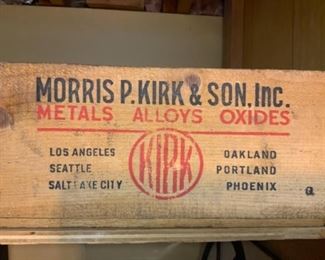 MORRIS P. KIRK & SON, Inc.
METALS ALLOYS OXIDES
LOS ANGELES
SEATTLE
SALT LAKE CITY
KIRK
OAKLAND
PORTLAND
PHOENIX